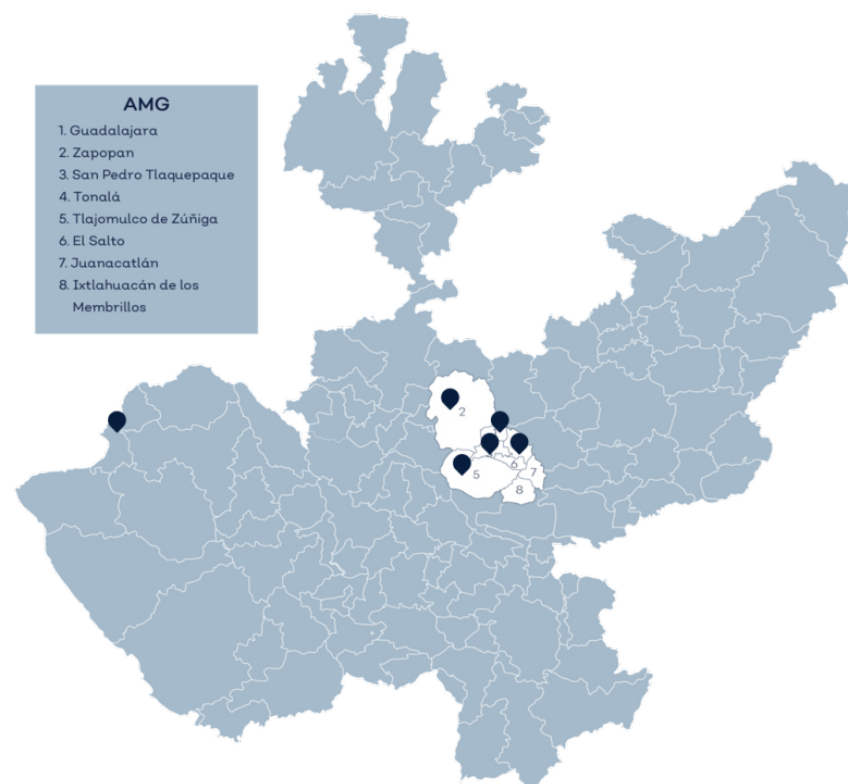 AMG
1. Guadalajara
2. Zapopan
3. San Pedro Tlaquepaque
4. Tonalá
5. Tlajomulco de Zúñiga
6. El Salto
7. Juanacatlán
8. Ixtlahuacán de los
Membrillos
2
6
5
7
8